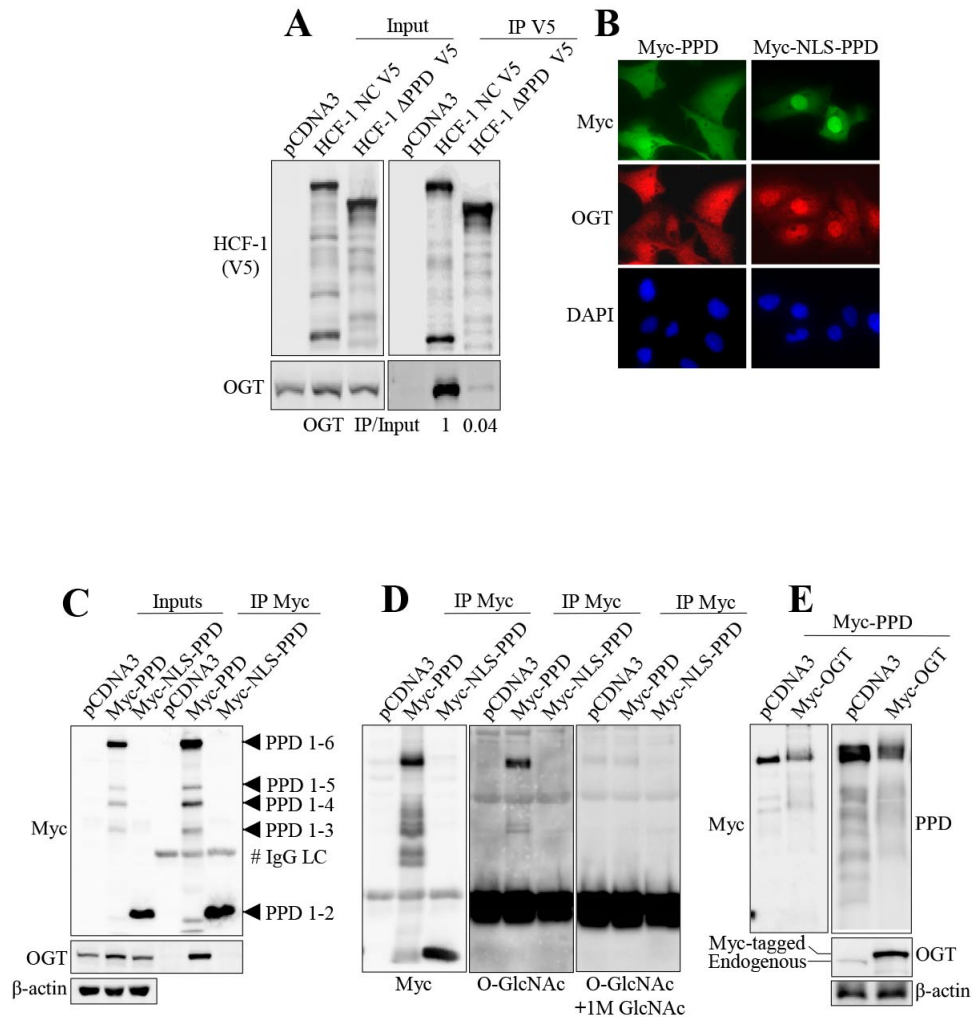 A
Input
IP V5
pCDNA3
HCF-1 NC V5
HCF-1 ΔPPD V5
pCDNA3
HCF-1 NC V5
HCF-1 ΔPPD V5
HCF-1
(V5)
OGT
OGT IP/Input 1 0.04
B
Myc-PPD Myc-NLS-PPD
Myc
OGT
DAPI
C
Inputs
IP Myc
pCDNA3
Myc-PPD
Myc-NLS-PPD
pCDNA3
Myc-PPD
Myc-NLS-PPD
Myc
PPD 1-6
PPD 1-5
PPD 1-4
PPD 1-3
# IgG LC
PPD 1-2
OGT
β-actin
D
IP Myc
IP Myc
IP Myc
pCDNA3
Myc-PPD
Myc-NLS-PPD
pCDNA3
Myc-PPD
Myc-NLS-PPD
pCDNA3
Myc-PPD
Myc-NLS-PPD
Myc
O-GlcNAc
O-GlcNAc
+1M GlcNAc
E
Myc-PPD
pCDNA3
Myc-OGT
pCDNA3
Myc-OGT
Myc
PPD
Myc-tagged
Endogenous
OGT
β-actin